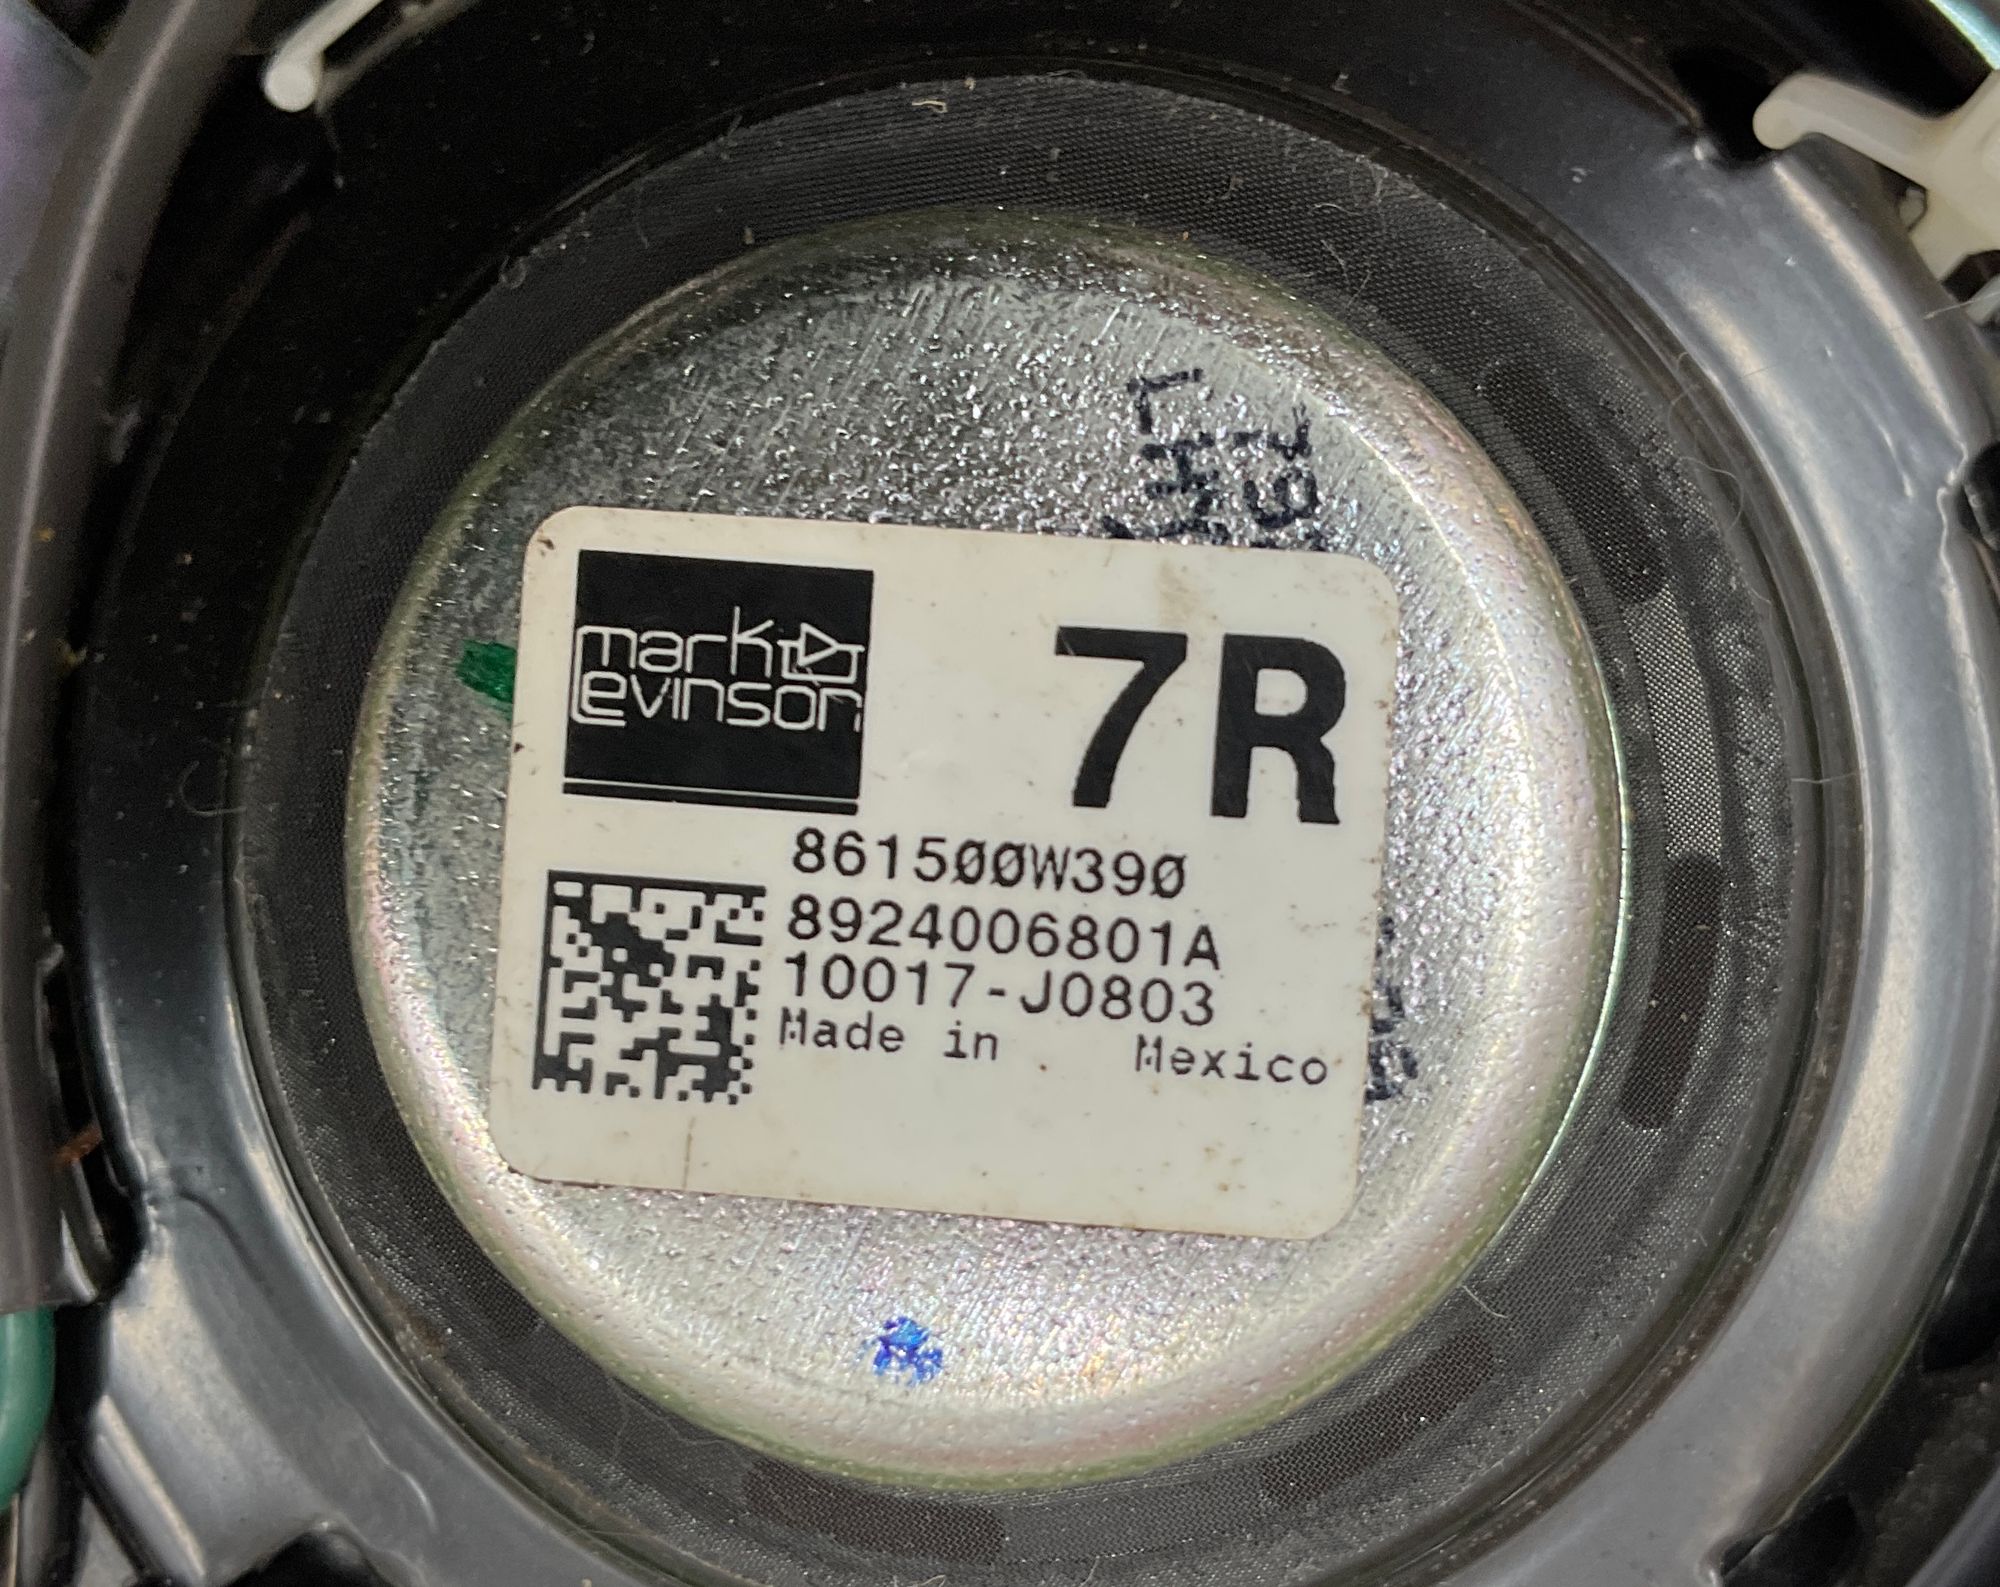 mark
Levinson
7R
861500W390
8924006801A
10017-J0803
Made in Mexico